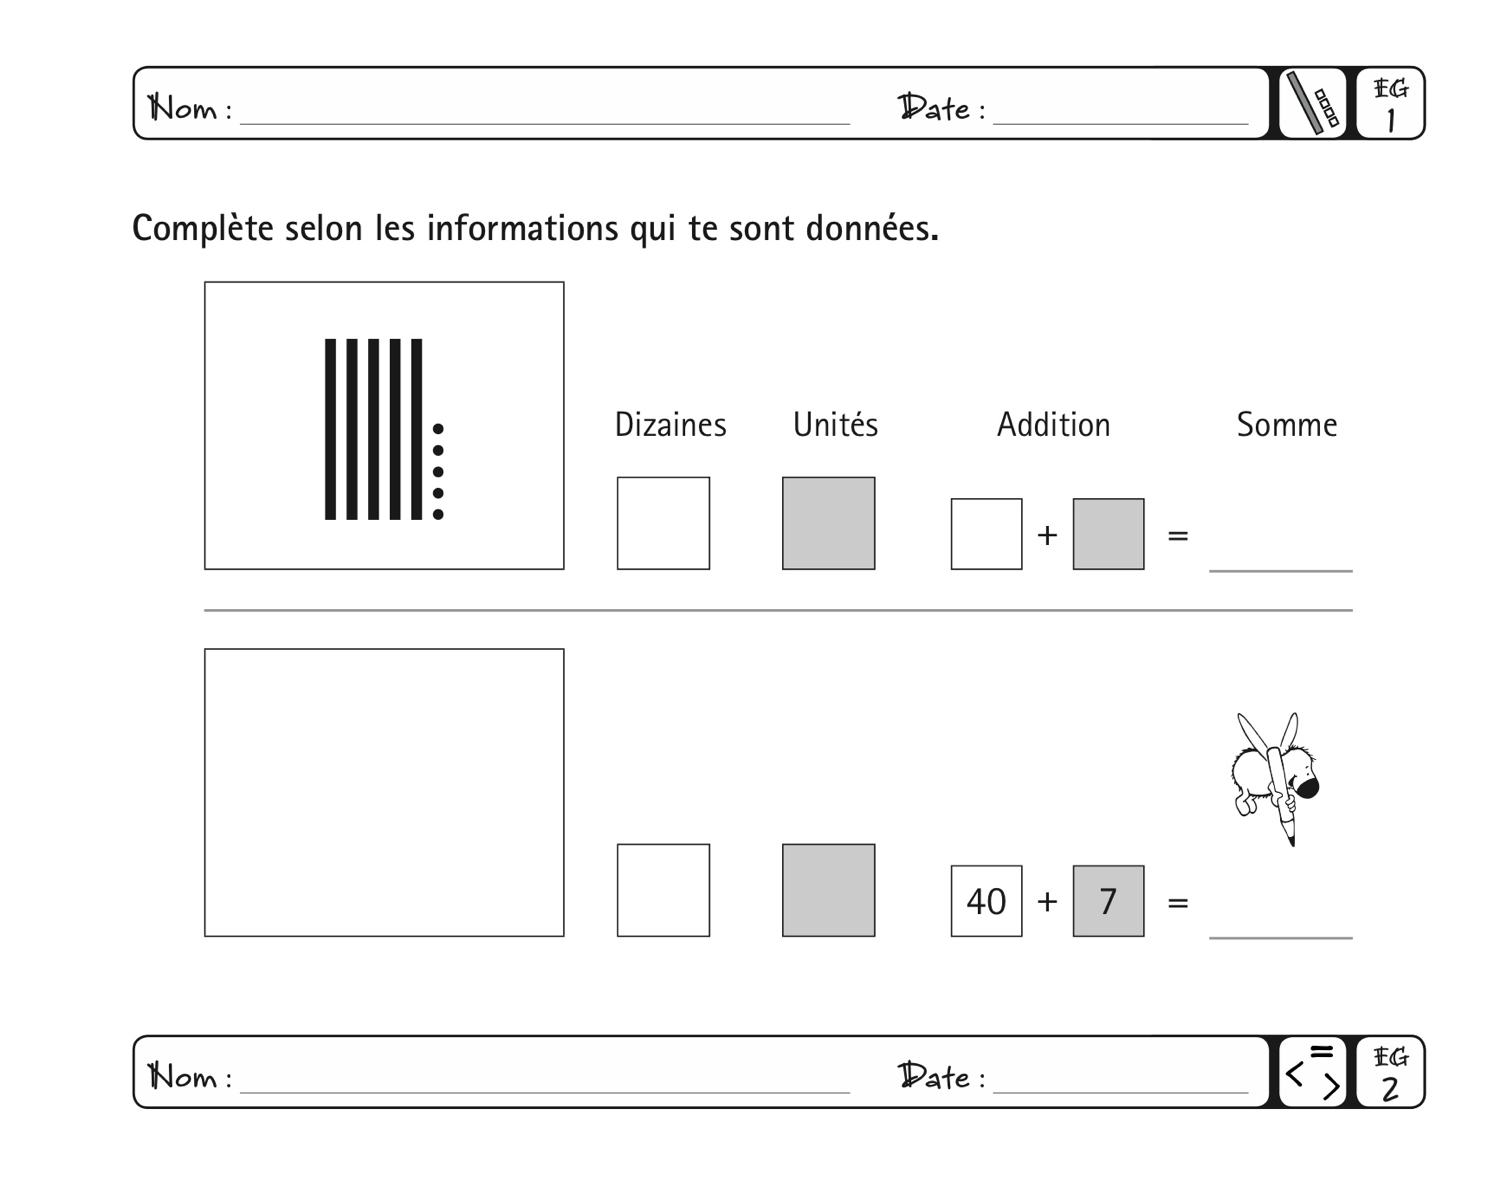 Nom : Date : EG
1
Complète selon les informations qui te sont données.
Dizaines Unités Addition Somme
+ =
40 + 7 =
Nom : Date : < = > EG
2